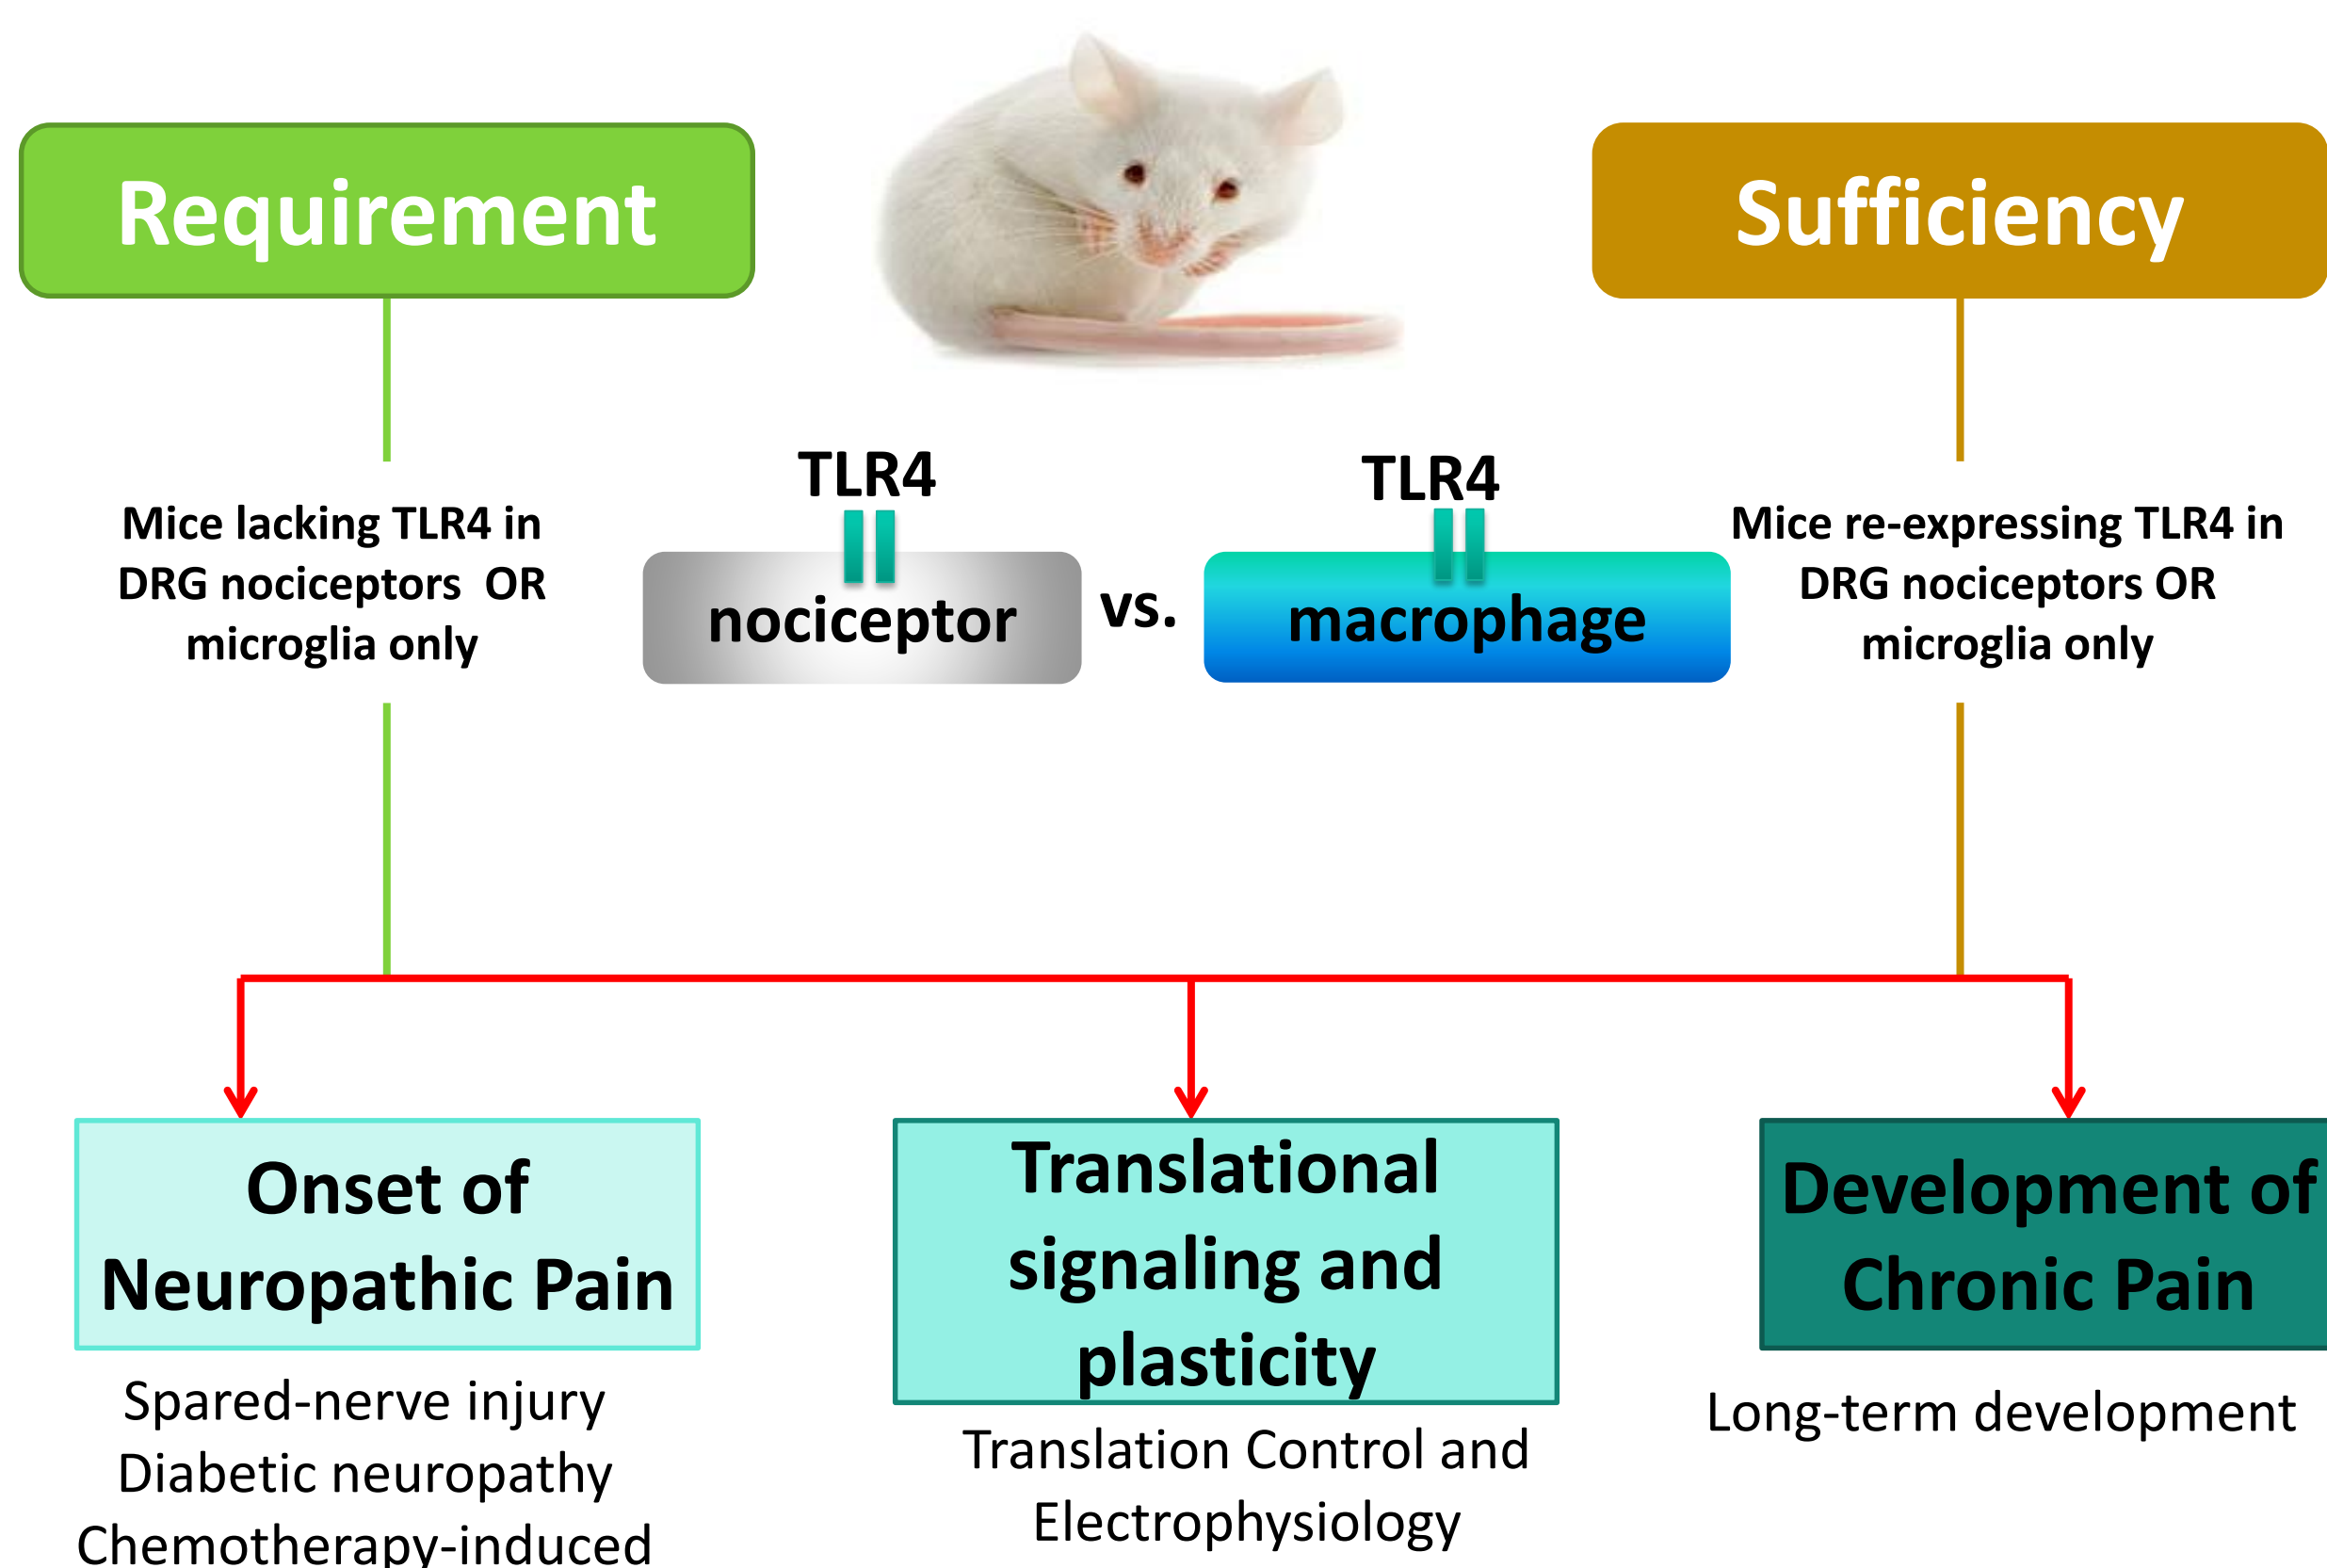 Requirement
Sufficiency
Mice lacking TLR4 in
DRG nociceptors OR
microglia only
TLR4
nociceptor
vs.
TLR4
macrophage
Mice re-expressing TLR4 in
DRG nociceptors OR
microglia only
Onset of
Neuropathic Pain
Spared-nerve injury
Diabetic neuropathy
Chemotherapy-induced
Translational
signaling and
plasticity
Translation Control and
Electrophysiology
Development of
Chronic Pain
Long-term development